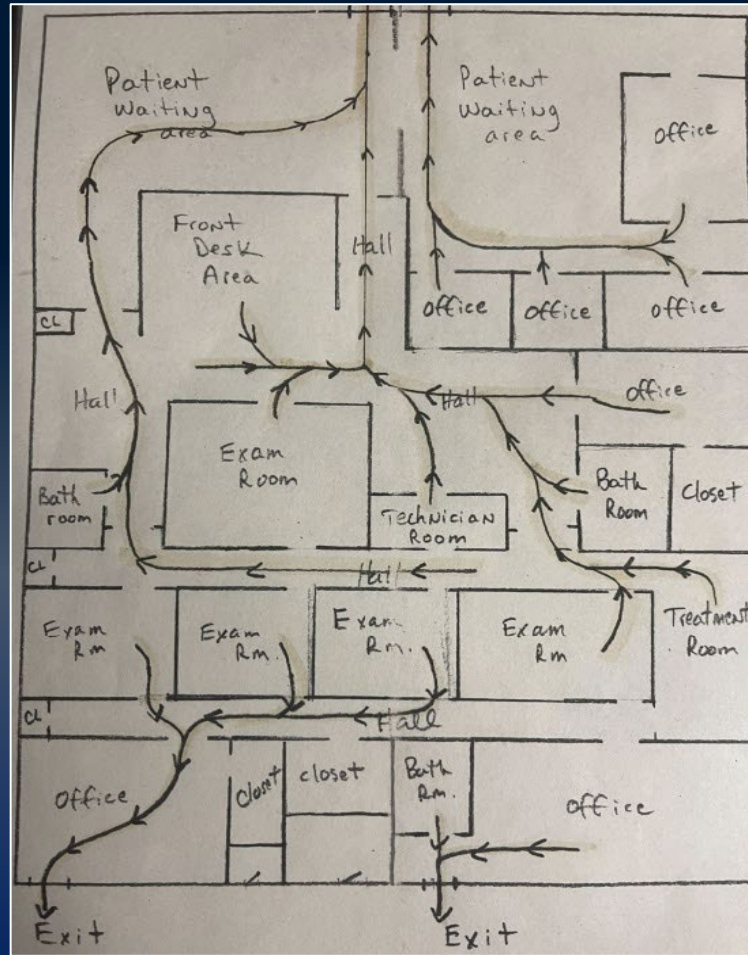 Patient
Waiting
area
Patient
Waiting
area
office
Front
Desk
Area
Hall
office
office
office
CL
Hall
Hall
office
Exam
Room
Bath
room
Technician
Room
Bath
Room
Closet
CL
Hall
Exam
Rm
Exam
Rm.
Exam
Rm.
Exam
Rm
Treatment
Room
CL
Hall
Office
Closet
closet
Bath
Rm.
office
Exit
Exit